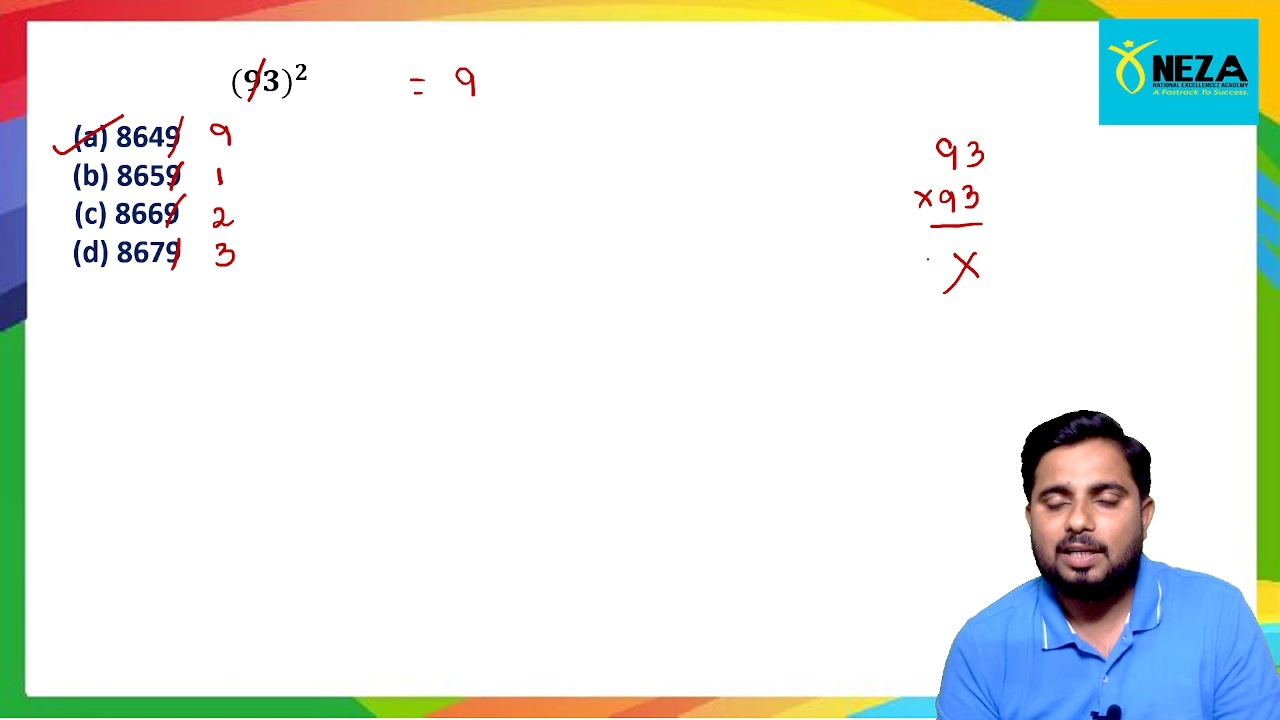 (93)² = 9
(a) 8649 9
(b) 8659 1
(c) 8669 2
(d) 8679 3
93
×93
NEZA
NATIONAL EXCELLENCEZ ACADEMY
A Fastrack To Success.